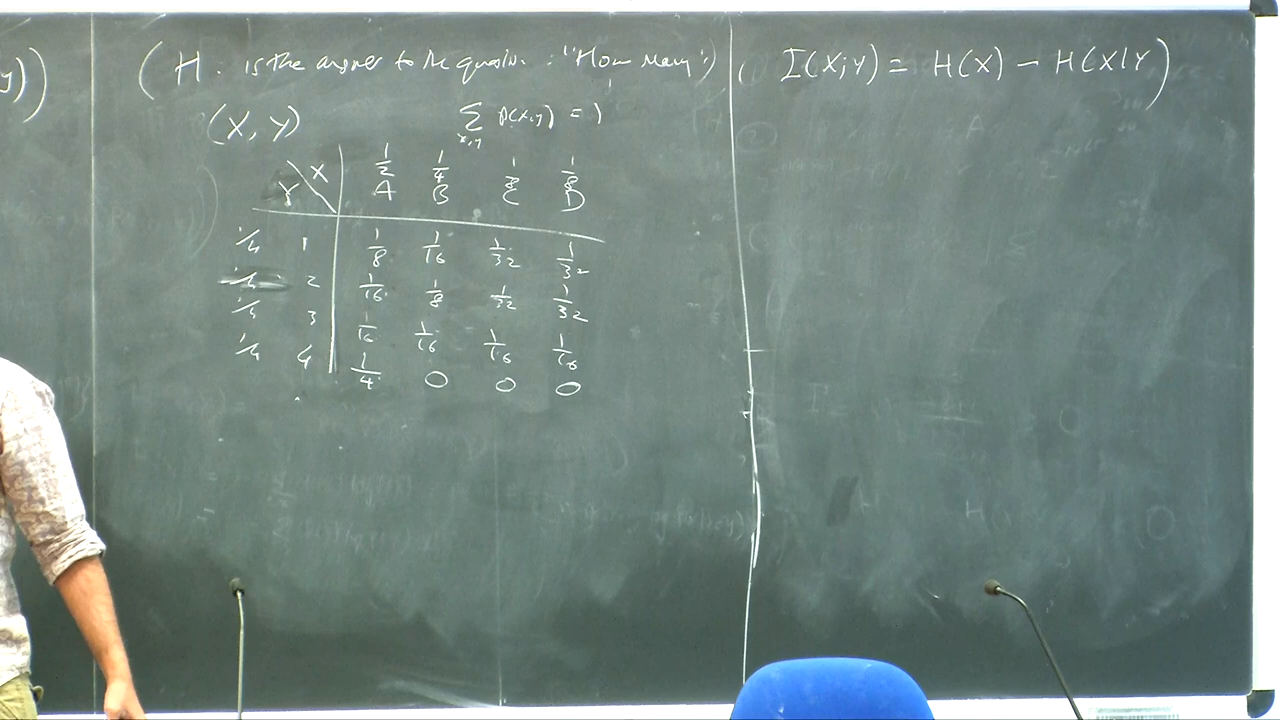 y))
(H. is the answer to the question : "How Many")
(X, Y)
∑ p(x,y) = 1
x,y
X 1/2 1/4 1/8 1/8
Y A B C D
1/4 1 1/8 1/16 1/32 1/32
1/4 2 1/16 1/8 1/32 1/32
1/4 3 1/16 1/16 1/16 1/16
1/4 4 1/4 0 0 0
I(X;Y) = H(X) - H(X|Y)